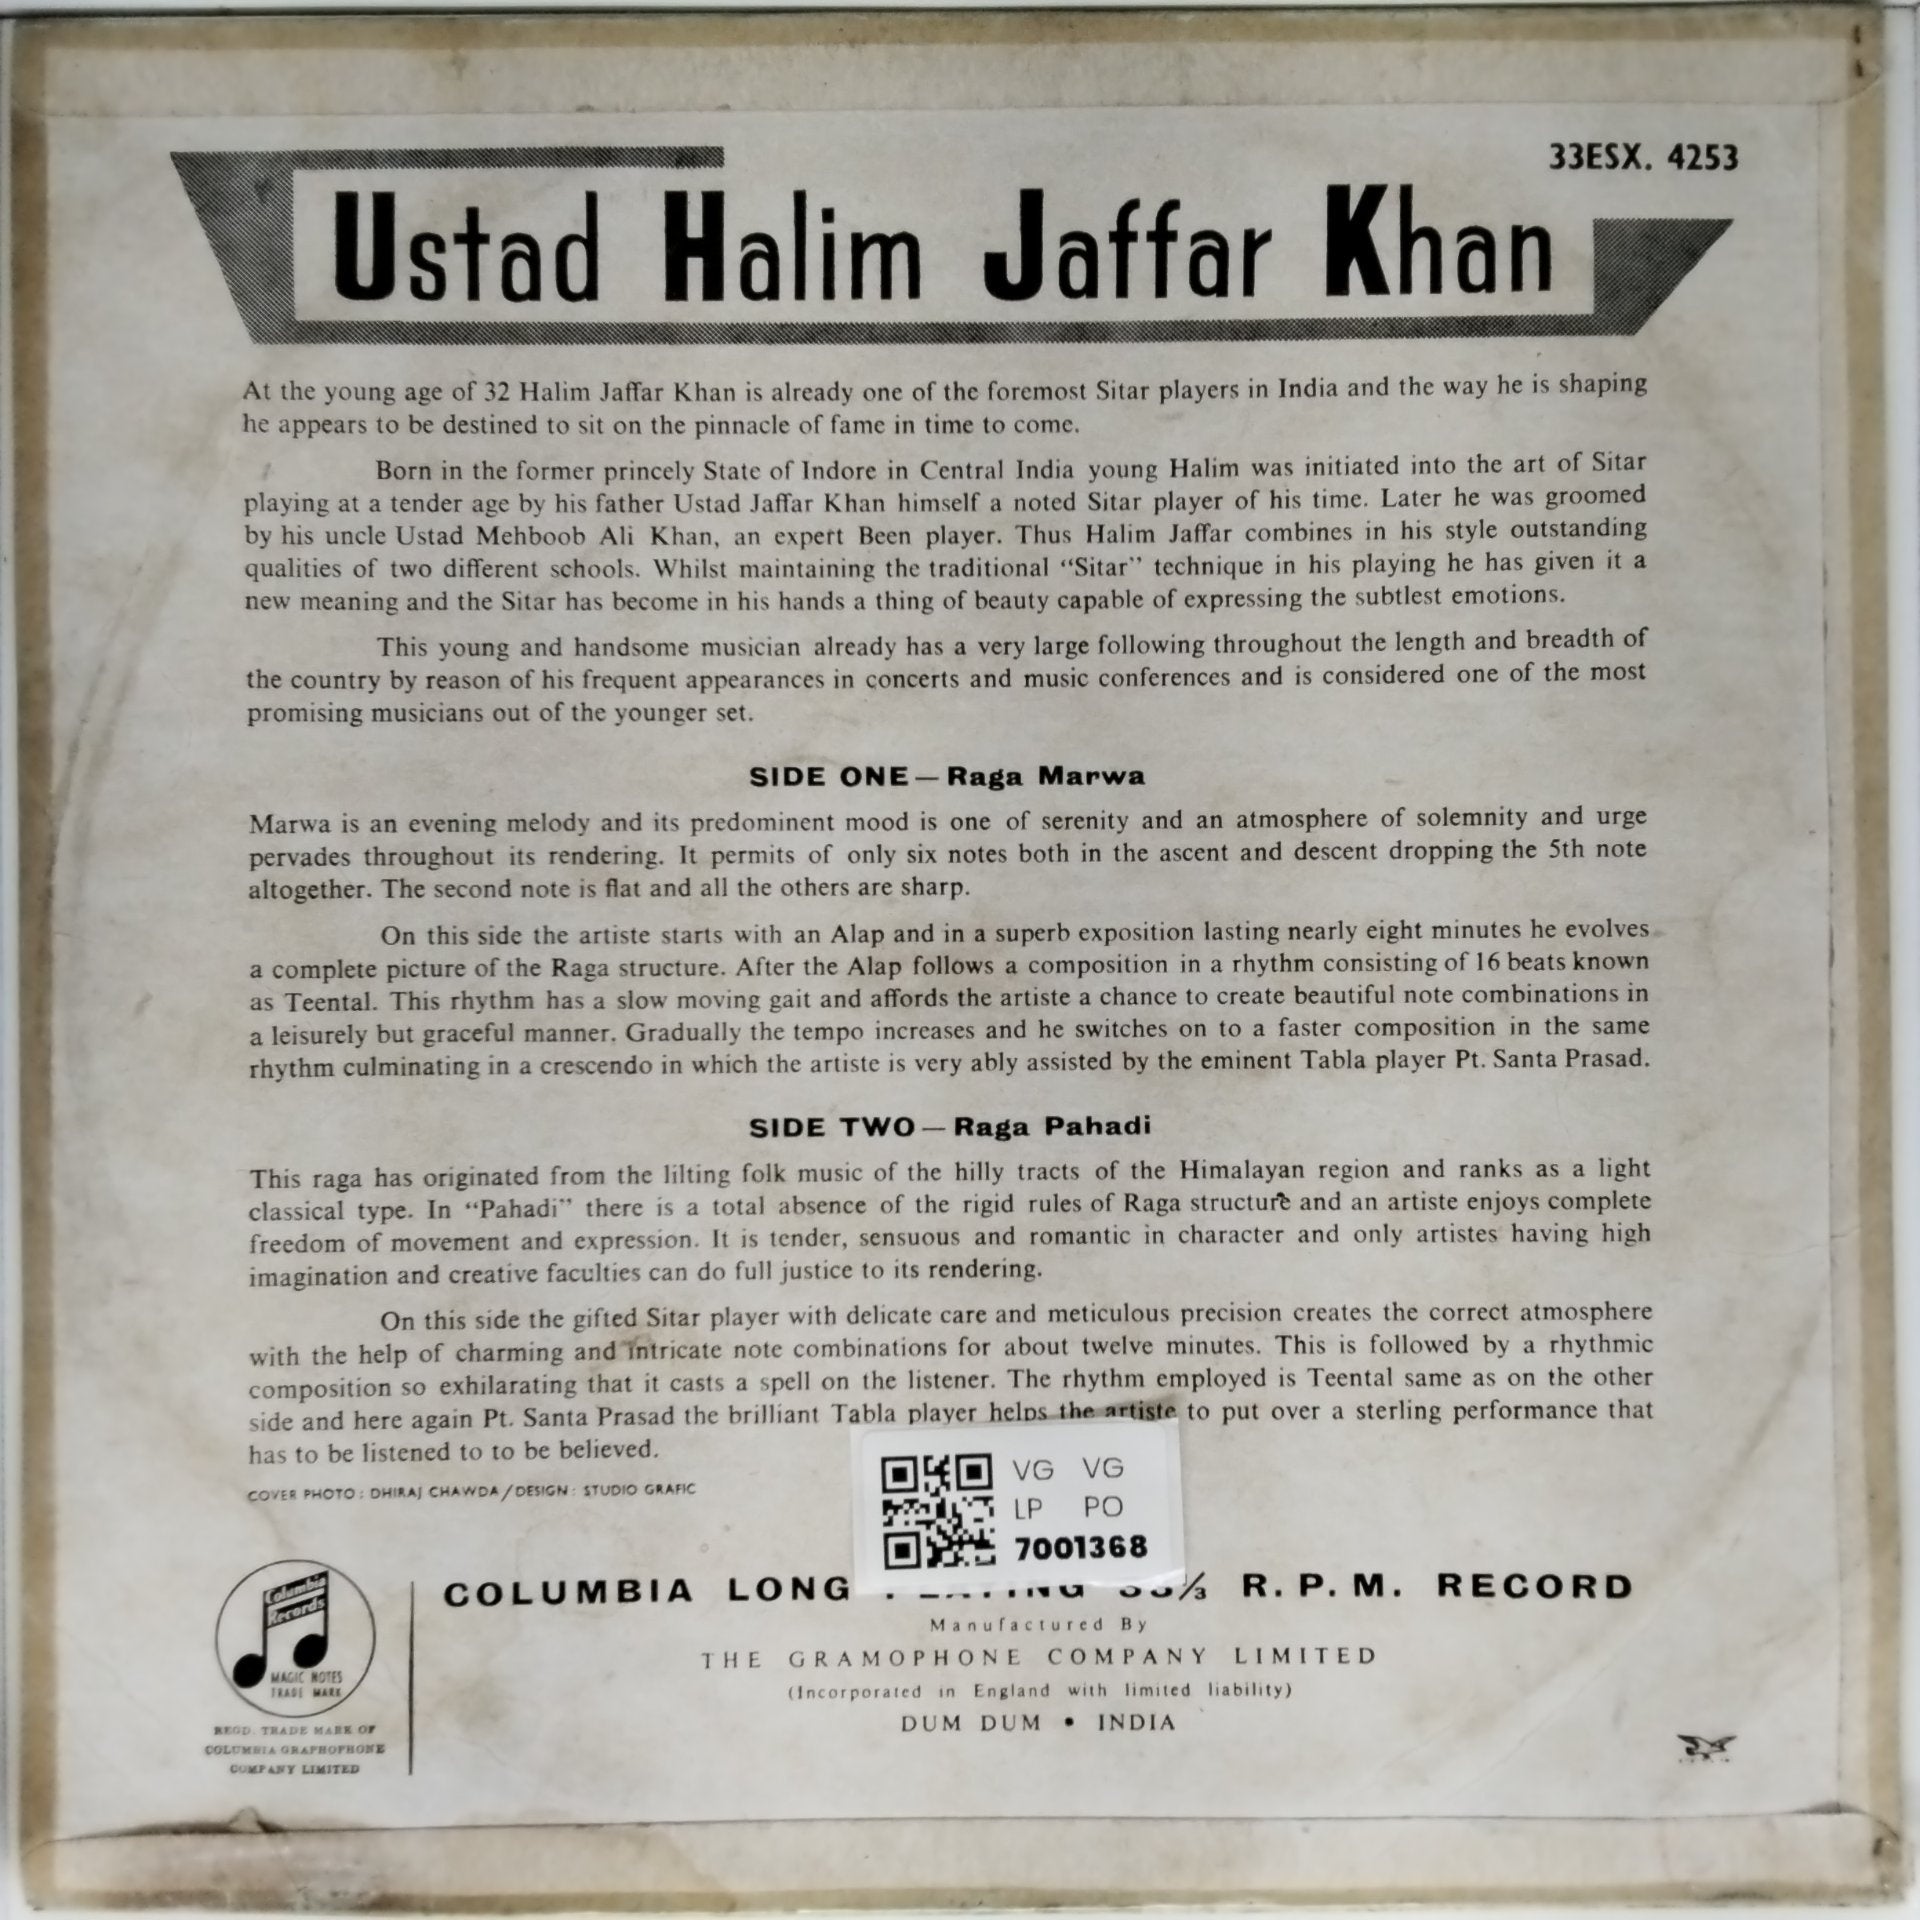 33ESX. 4253
Ustad Halim Jaffar Khan
At the young age of 32 Halim Jaffar Khan is already one of the foremost Sitar players in India and the way he is shaping
he appears to be destined to sit on the pinnacle of fame in time to come.
Born in the former princely State of Indore in Central India young Halim was initiated into the art of Sitar
playing at a tender age by his father Ustad Jaffar Khan himself a noted Sitar player of his time. Later he was groomed
by his uncle Ustad Mehboob Ali Khan, an expert Been player. Thus Halim Jaffar combines in his style outstanding
qualities of two different schools. Whilst maintaining the traditional “Sitar” technique in his playing he has given it a
new meaning and the Sitar has become in his hands a thing of beauty capable of expressing the subtlest emotions.
This young and handsome musician already has a very large following throughout the length and breadth of
the country by reason of his frequent appearances in concerts and music conferences and is considered one of the most
promising musicians out of the younger set.
SIDE ONE — Raga Marwa
Marwa is an evening melody and its predominent mood is one of serenity and an atmosphere of solemnity and urge
pervades throughout its rendering. It permits of only six notes both in the ascent and descent dropping the 5th note
altogether. The second note is flat and all the others are sharp.
On this side the artiste starts with an Alap and in a superb exposition lasting nearly eight minutes he evolves
a complete picture of the Raga structure. After the Alap follows a composition in a rhythm consisting of 16 beats known
as Teental. This rhythm has a slow moving gait and affords the artiste a chance to create beautiful note combinations in
a leisurely but graceful manner. Gradually the tempo increases and he switches on to a faster composition in the same
rhythm culminating in a crescendo in which the artiste is very ably assisted by the eminent Tabla player Pt. Santa Prasad.
SIDE TWO — Raga Pahadi
This raga has originated from the lilting folk music of the hilly tracts of the Himalayan region and ranks as a light
classical type. In “Pahadi” there is a total absence of the rigid rules of Raga structure and an artiste enjoys complete
freedom of movement and expression. It is tender, sensuous and romantic in character and only artistes having high
imagination and creative faculties can do full justice to its rendering.
On this side the gifted Sitar player with delicate care and meticulous precision creates the correct atmosphere
with the help of charming and intricate note combinations for about twelve minutes. This is followed by a rhythmic
composition so exhilarating that it casts a spell on the listener. The rhythm employed is Teental same as on the other
side and here again Pt. Santa Prasad the brilliant Tabla player helps the artiste to put over a sterling performance that
has to be listened to to be believed.
COVER PHOTO : DHIRAJ CHAWDA / DESIGN : STUDIO GRAFIC
VG VG
LP PO
7001368
COLUMBIA LONG R.P.M. RECORD
Manufactured By
THE GRAMOPHONE COMPANY LIMITED
(Incorporated in England with limited liability)
DUM DUM • INDIA
Columbia
Records
MAGIC NOTES
TRADE MARK
REGD. TRADE MARK OF
COLUMBIA GRAPHOPHONE
COMPANY LIMITED